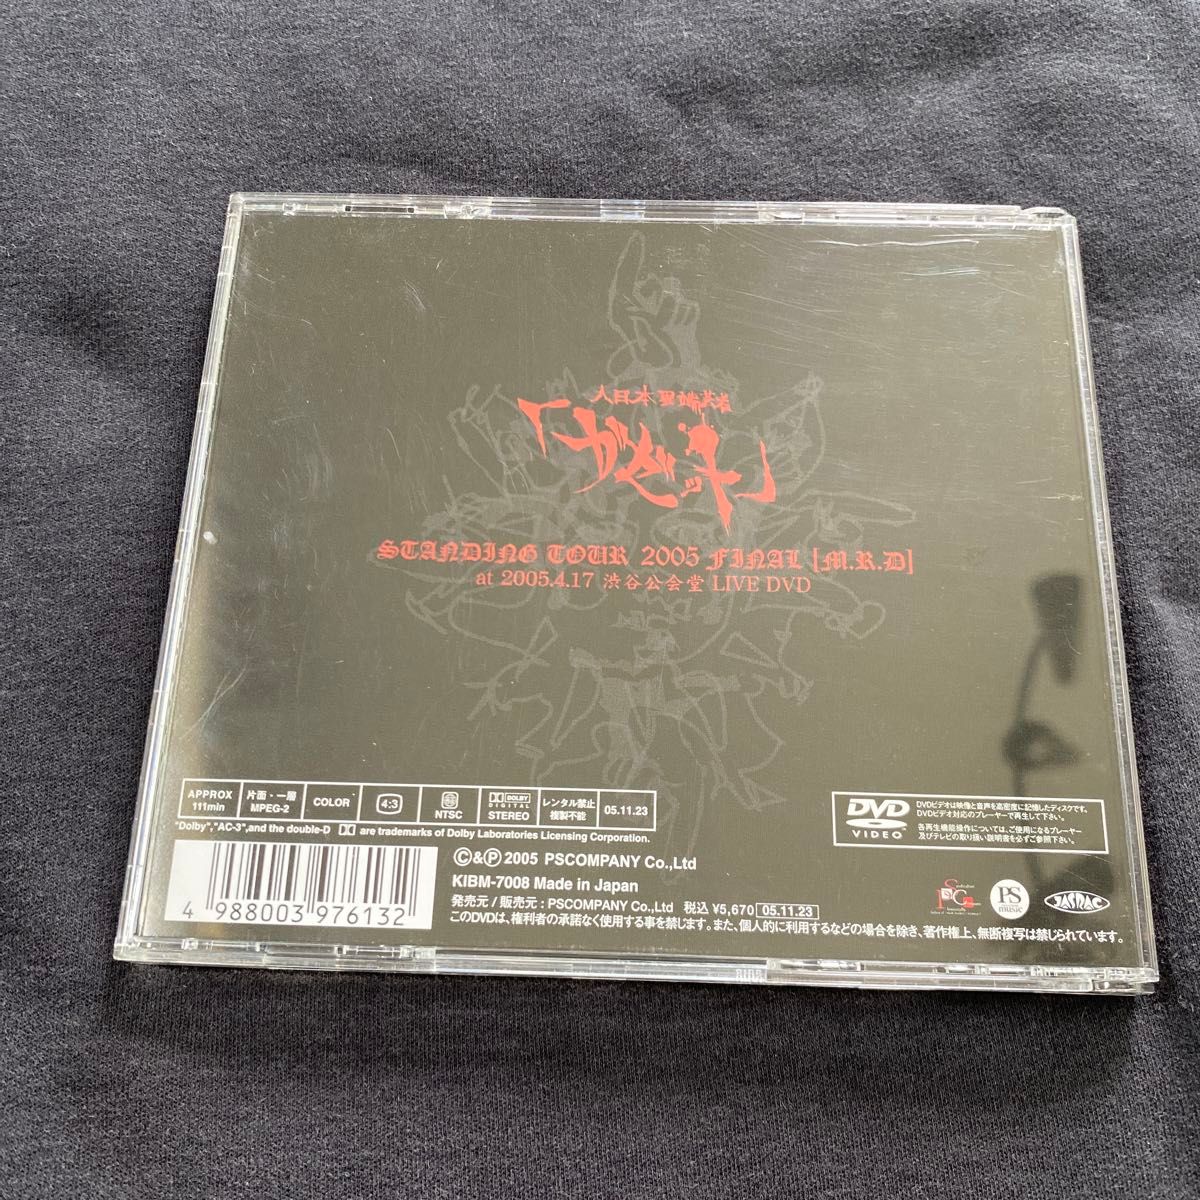 大日本異端芸者
「ガゼット」
STANDING TOUR 2005 FINAL [M.R.D]
at 2005.4.17 渋谷公会堂 LIVE DVD
APPROX 111min
片面・一層 MPEG-2
COLOR
4:3
NTSC
DOLBY DIGITAL STEREO
レンタル禁止 複製不能
05.11.23
"Dolby","AC-3",and the double-D are trademarks of Dolby Laboratories Licensing Corporation.
DVD VIDEO
DVDビデオは映像と音声を高密度に記憶したディスクです。
DVDビデオ対応のプレーヤーで再生して下さい。
各再生機能操作については、ご使用になるプレーヤー
及びテレビの取り扱い説明書を必ずご参照下さい。
©&℗ 2005 PSCOMPANY Co.,Ltd
KIBM-7008 Made in Japan
発売元 / 販売元 : PSCOMPANY Co.,Ltd 税込 ¥5,670 05.11.23
このDVDは、権利者の承諾なく使用する事を禁じます。また、個人的に利用するなどの場合を除き、著作権上、無断複写は禁じられています。
4 988003 976132
PS music
JASRAC